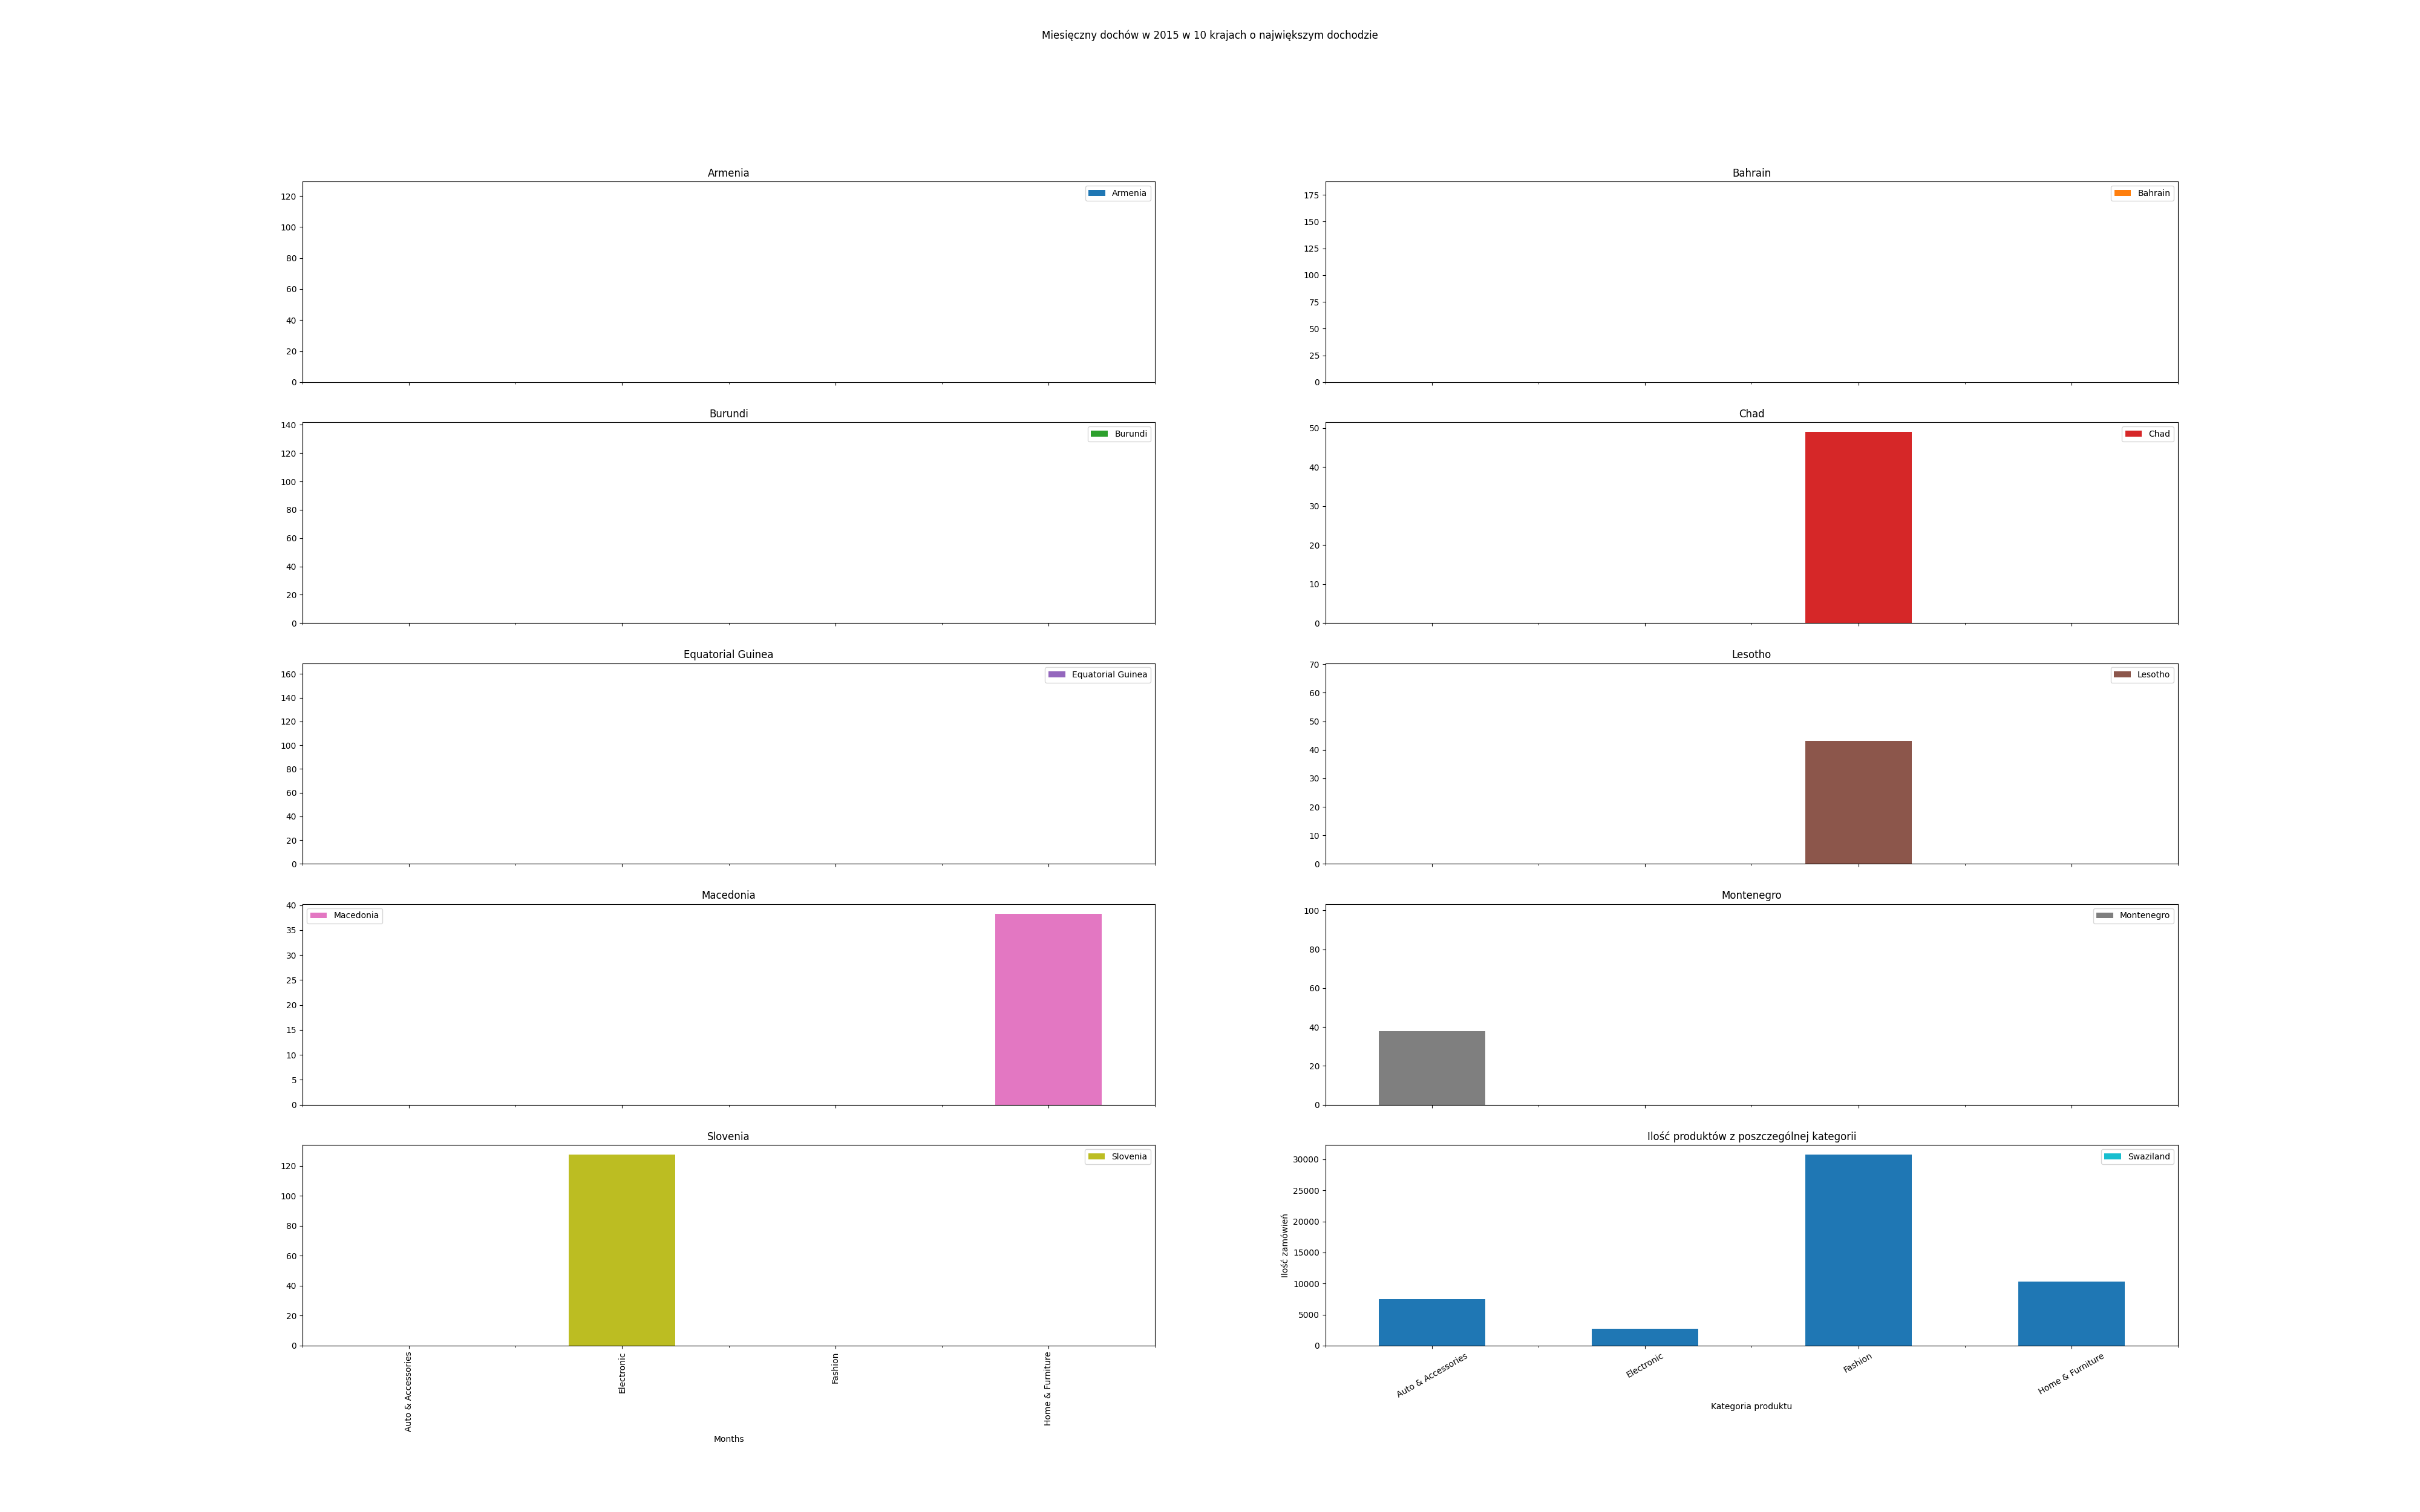 Miesięczny dochów w 2015 w 10 krajach o największym dochodzie
Armenia
Armenia
120
100
80
60
40
20
0
Bahrain
Bahrain
175
150
125
100
75
50
25
0
Burundi
Burundi
140
120
100
80
60
40
20
0
Chad
Chad
50
40
30
20
10
0
Equatorial Guinea
Equatorial Guinea
160
140
120
100
80
60
40
20
0
Lesotho
Lesotho
70
60
50
40
30
20
10
0
Macedonia
Macedonia
40
35
30
25
20
15
10
5
0
Montenegro
Montenegro
100
80
60
40
20
0
Slovenia
Slovenia
120
100
80
60
40
20
0
Auto & Accessories
Electronic
Fashion
Home & Furniture
Months
Ilość produktów z poszczególnej kategorii
Swaziland
Ilość zamówień
30000
25000
20000
15000
10000
5000
0
Auto & Accessories
Electronic
Fashion
Home & Furniture
Kategoria produktu